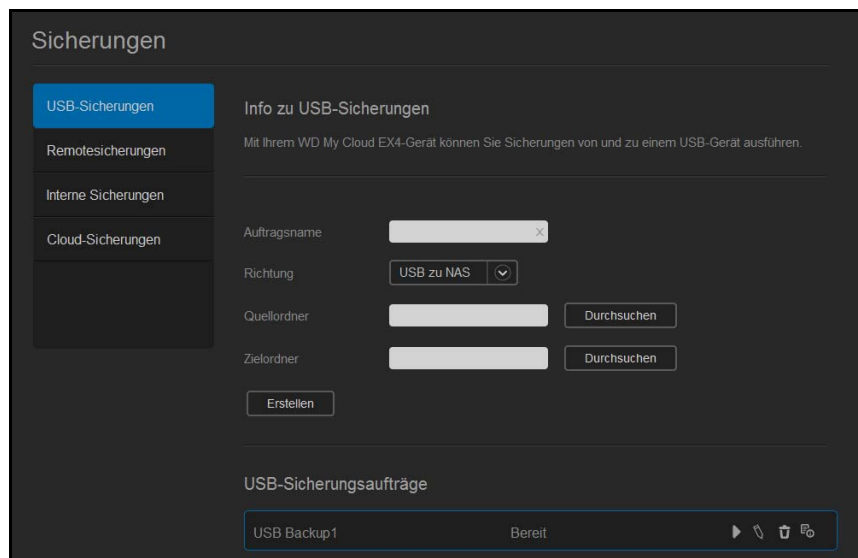 Sicherungen
USB-Sicherungen
Remotesicherungen
Interne Sicherungen
Cloud-Sicherungen
Info zu USB-Sicherungen
Mit Ihrem WD My Cloud EX4-Gerät können Sie Sicherungen von und zu einem USB-Gerät ausführen.
Auftragsname
X
Richtung
USB zu NAS
Quellordner
Durchsuchen
Zielordner
Durchsuchen
Erstellen
USB-Sicherungsaufträge
USB Backup1 Bereit